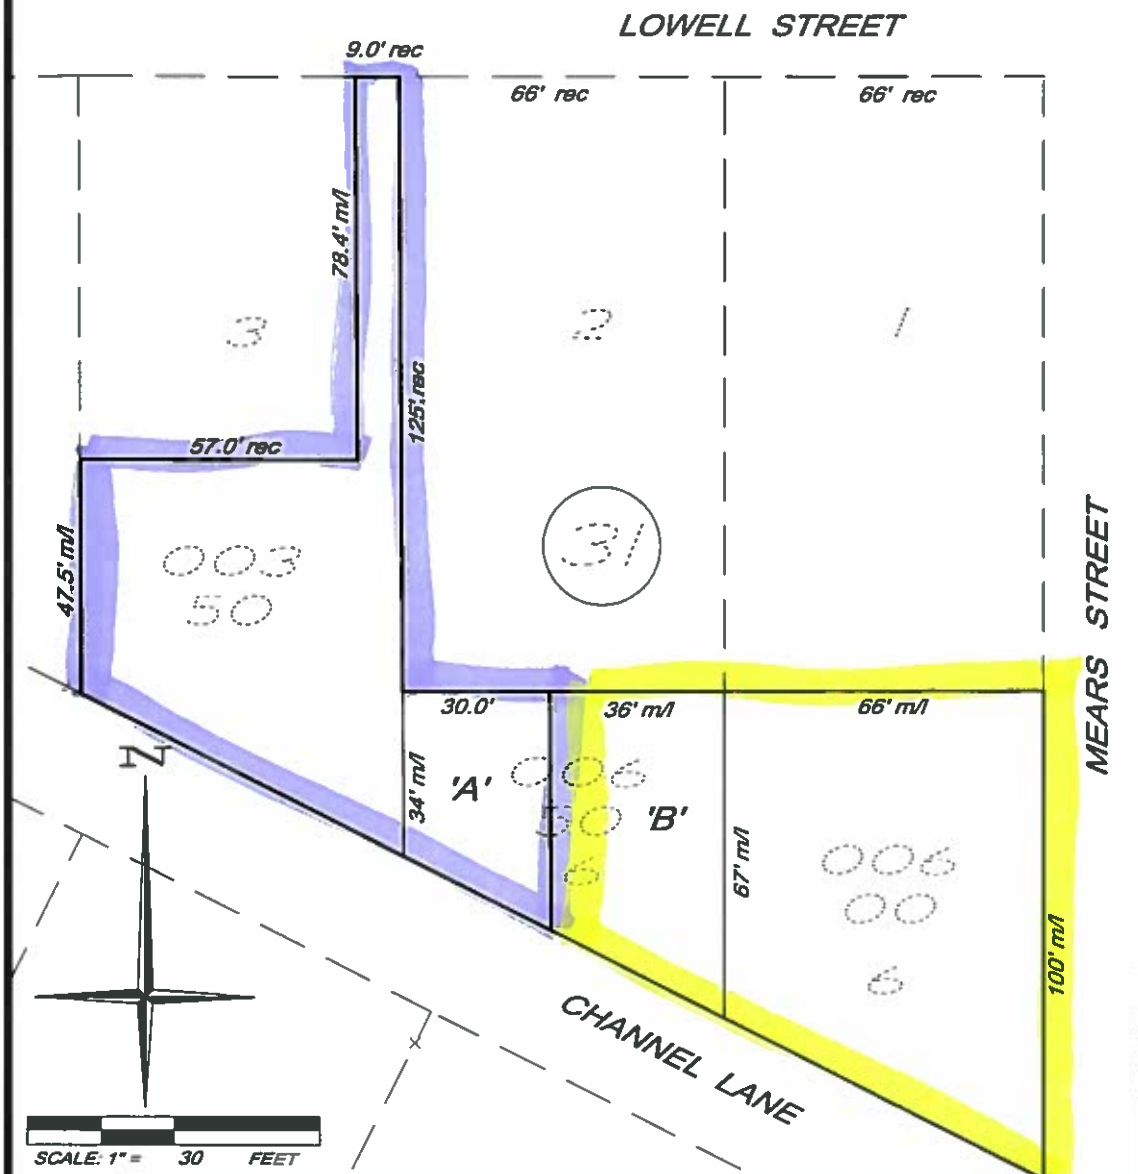 LOWELL STREET
9.0' rec
66' rec
66' rec
78.4' m/l
3
2
1
125' rec
57.0' rec
47.5' m/l
003
50
31
MEARS STREET
30.0'
36' m/l
66' m/l
N
34' m/l
'A'
006
50
'B'
6
67' m/l
006
00
6
100' m/l
CHANNEL LANE
SCALE: 1" = 30 FEET